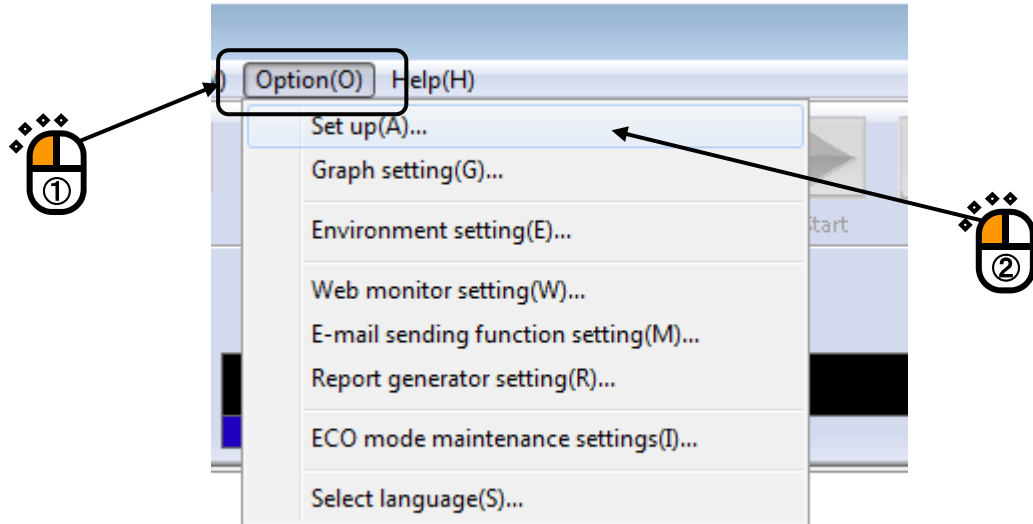 ) Option(O) Help(H)
Set up(A)...
Graph setting(G)...
Start
Environment setting(E)...
Web monitor setting(W)...
E-mail sending function setting(M)...
Report generator setting(R)...
ECO mode maintenance settings(I)...
Select language(S)...
①
②